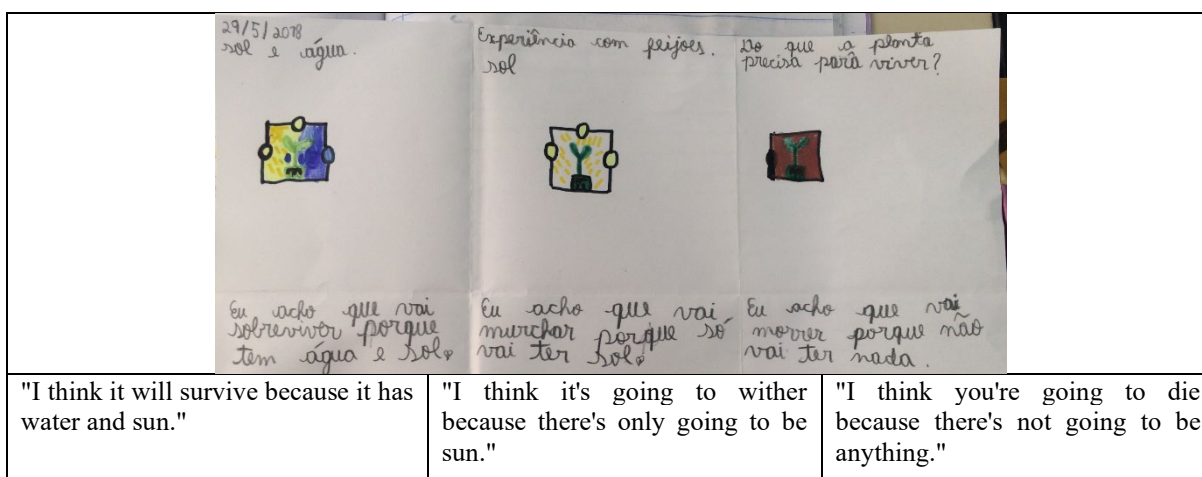 29/5/2018
sol e água.
Experiência com feijoes.
sol
Do que a planta
precisa para viver?
Eu acho que vai
sobreviver porque
tem água e sol.
Eu acho que vai
murchar porque só
vai ter sol.
Eu acho que vai
morrer porque não
vai ter nada.
"I think it will survive because it has
water and sun."
"I think it's going to wither
because there's only going to be
sun."
"I think you're going to die
because there's not going to be
anything."